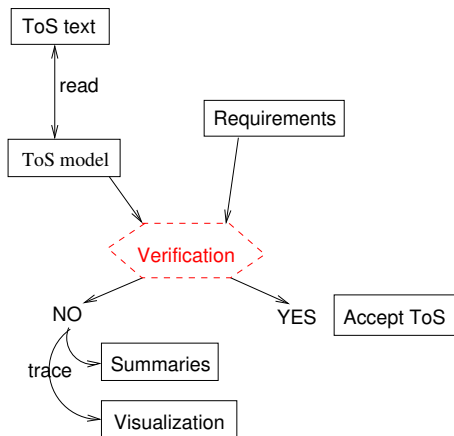 ToS text
read
Requirements
ToS model
Verification
NO
YES
Accept ToS
Summaries
trace
Visualization